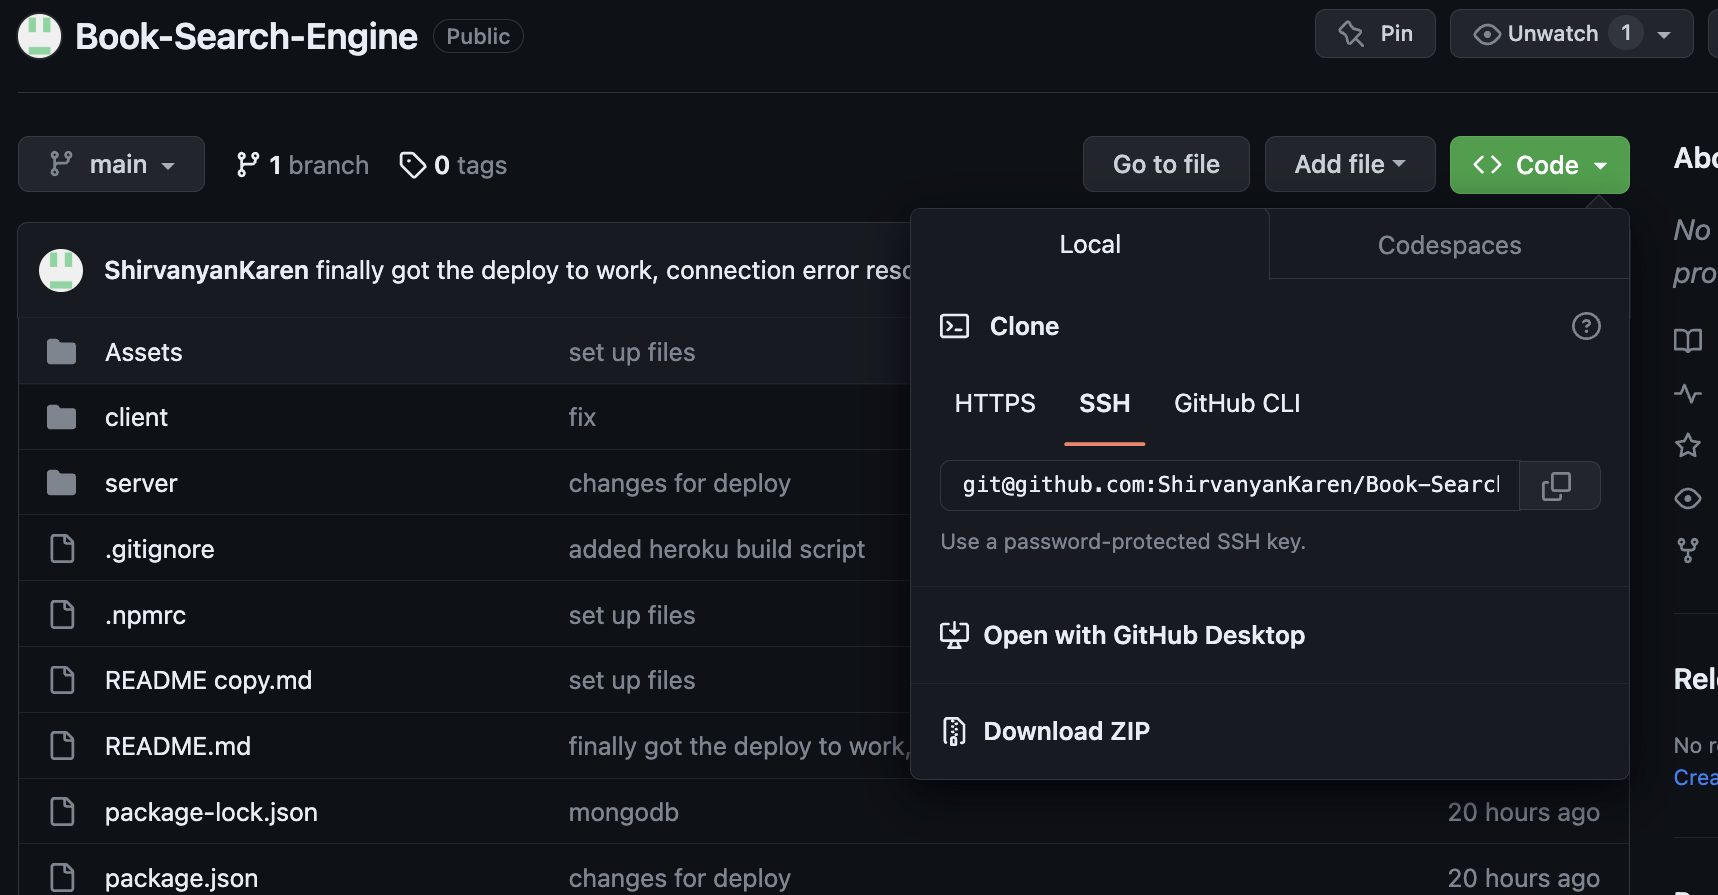 Book-Search-Engine Public Pin Unwatch 1
main 1 branch 0 tags Go to file Add file Code
ShirvanyanKaren finally got the deploy to work, connection error
Assets set up files
client fix
server changes for deploy
.gitignore added heroku build script
.npmrc set up files
README copy.md set up files
README.md finally got the deploy to work,
package-lock.json mongodb 20 hours ago
package.json changes for deploy 20 hours ago
Local Codespaces
Clone
HTTPS SSH GitHub CLI
git@github.com:ShirvanyanKaren/Book-Searc
Use a password-protected SSH key.
Open with GitHub Desktop
Download ZIP
No
pro
Rel
No r
Crea